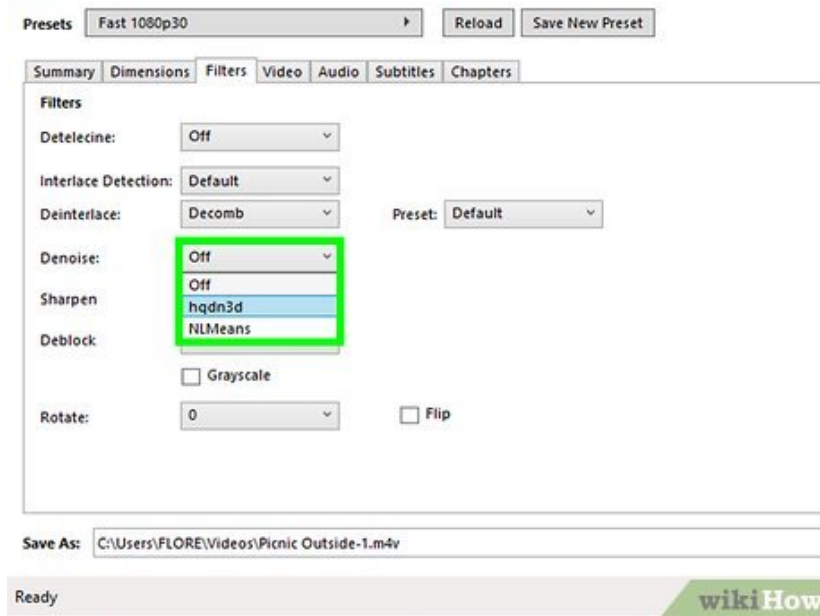 Presets Fast 1080p30 Reload Save New Preset
Summary Dimensions Filters Video Audio Subtitles Chapters
Filters
Detelecine: Off
Interlace Detection: Default
Deinterlace: Decomb Preset: Default
Denoise: Off
Off
Sharpen hqdn3d
NLMeans
Deblock
Grayscale
Rotate: 0 Flip
Save As: C:\Users\FLORE\Videos\Picnic Outside-1.m4v
Ready
wikiHow